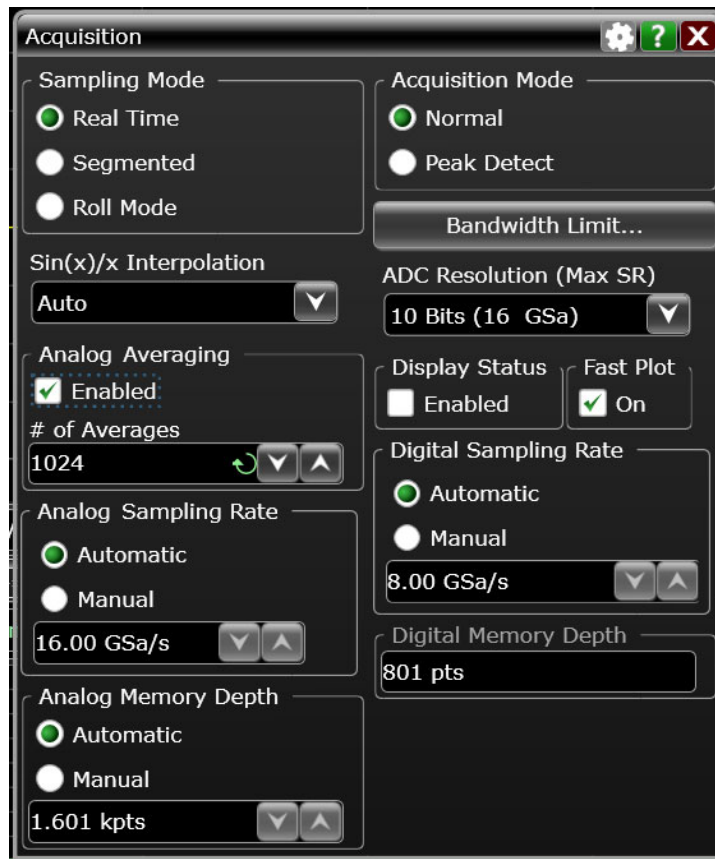 Acquisition
?
X
Sampling Mode
Real Time
Segmented
Roll Mode
Sin(x)/x Interpolation
Auto
Analog Averaging
Enabled
# of Averages
1024
Analog Sampling Rate
Automatic
Manual
16.00 GSa/s
Analog Memory Depth
Automatic
Manual
1.601 kpts
Acquisition Mode
Normal
Peak Detect
Bandwidth Limit...
ADC Resolution (Max SR)
10 Bits (16 GSa)
Display Status
Enabled
Fast Plot
On
Digital Sampling Rate
Automatic
Manual
8.00 GSa/s
Digital Memory Depth
801 pts